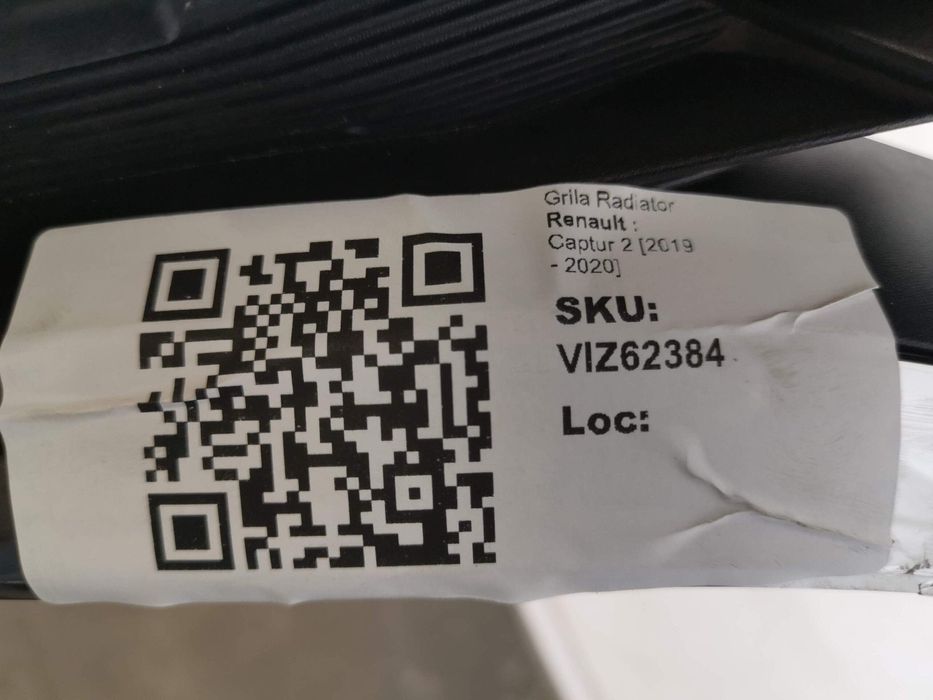 Grila Radiator
Renault :
Captur 2 [2019
- 2020]
SKU:
VIZ62384
Loc: